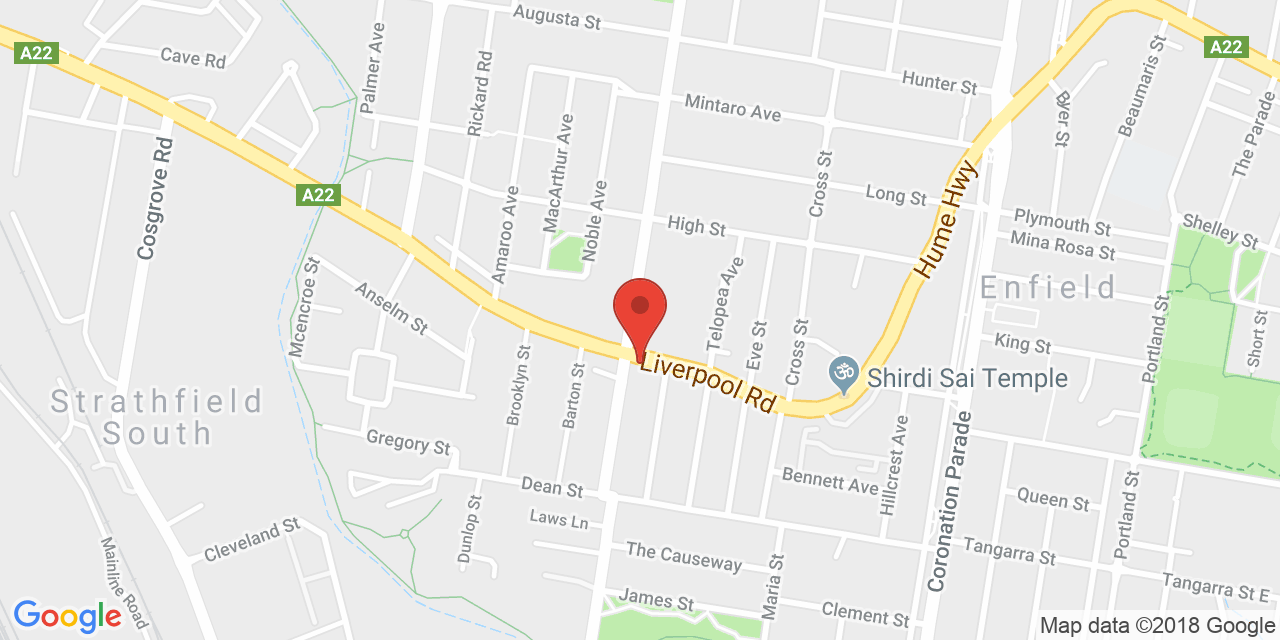 Augusta St
A22
Cave Rd
Palmer Ave
Rickard Rd
Hunter St
Mintaro Ave
Beaumaris St
A22
Byer St
The Parade
MacArthur Ave
Noble Ave
Amaroo Ave
Cosgrove Rd
A22
Cross St
Long St
High St
Hume Hwy
Plymouth St
Mina Rosa St
Shelley St
Enfield
Mcencroe St
Anselm St
Telopea Ave
Eve St
Cross St
King St
Portland St
Short St
Brooklyn St
Barton St
Liverpool Rd
Shirdi Sai Temple
Strathfield
South
Gregory St
Dean St
Bennett Ave
Hillcrest Ave
Coronation Parade
Queen St
Portland St
Dunlop St
Laws Ln
Cleveland St
Mainline Road
The Causeway
Maria St
Tangarra St
Tangarra St E
James St
Clement St
Google
Map data ©2018 Google